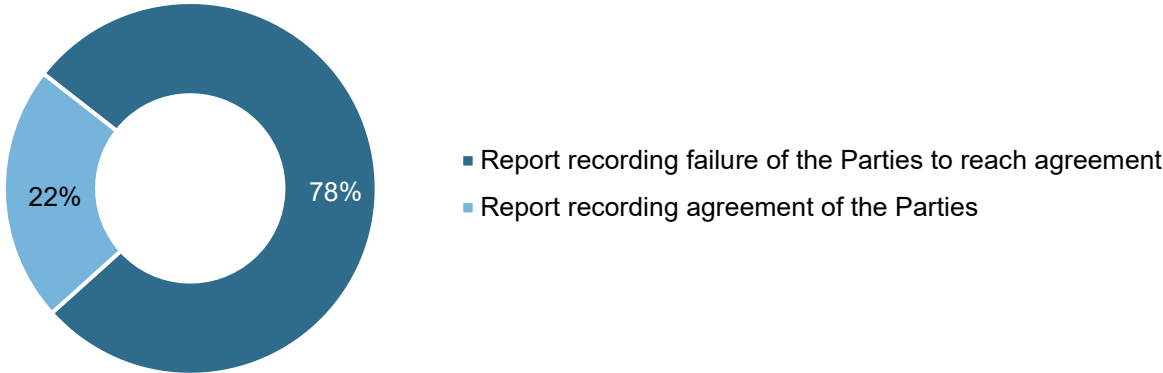 Report recording failure of the Parties to reach agreement
22%
78%
Report recording agreement of the Parties